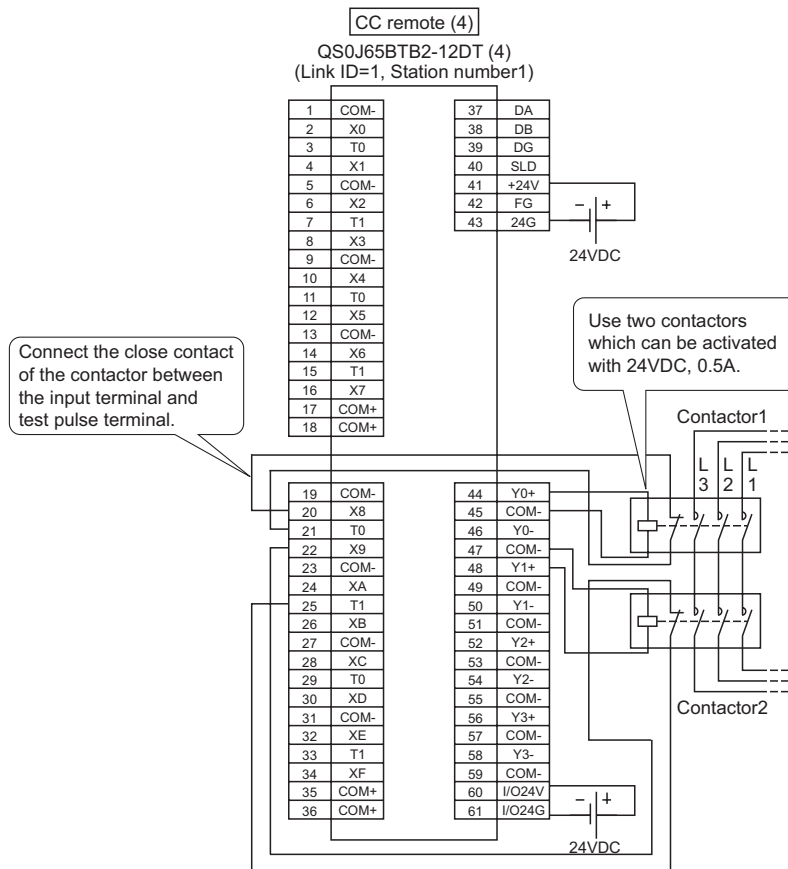 CC remote (4)
QS0J65BTB2-12DT (4)
(Link ID=1, Station number1)
1 COM-
2 X0
3 T0
4 X1
5 COM-
6 X2
7 T1
8 X3
9 COM-
10 X4
11 T0
12 X5
13 COM-
14 X6
15 T1
16 X7
17 COM+
18 COM+
37 DA
38 DB
39 DG
40 SLD
41 +24V
42 FG
43 24G
− +
24VDC
Connect the close contact
of the contactor between
the input terminal and
test pulse terminal.
Use two contactors
which can be activated
with 24VDC, 0.5A.
Contactor1
L L L
3 2 1
19 COM-
20 X8
21 T0
22 X9
23 COM-
24 XA
25 T1
26 XB
27 COM-
28 XC
29 T0
30 XD
31 COM-
32 XE
33 T1
34 XF
35 COM+
36 COM+
44 Y0+
45 COM-
46 Y0-
47 COM-
48 Y1+
49 COM-
50 Y1-
51 COM-
52 Y2+
53 COM-
54 Y2-
55 COM-
56 Y3+
57 COM-
58 Y3-
59 COM-
60 I/O24V
61 I/O24G
Contactor2
− +
24VDC